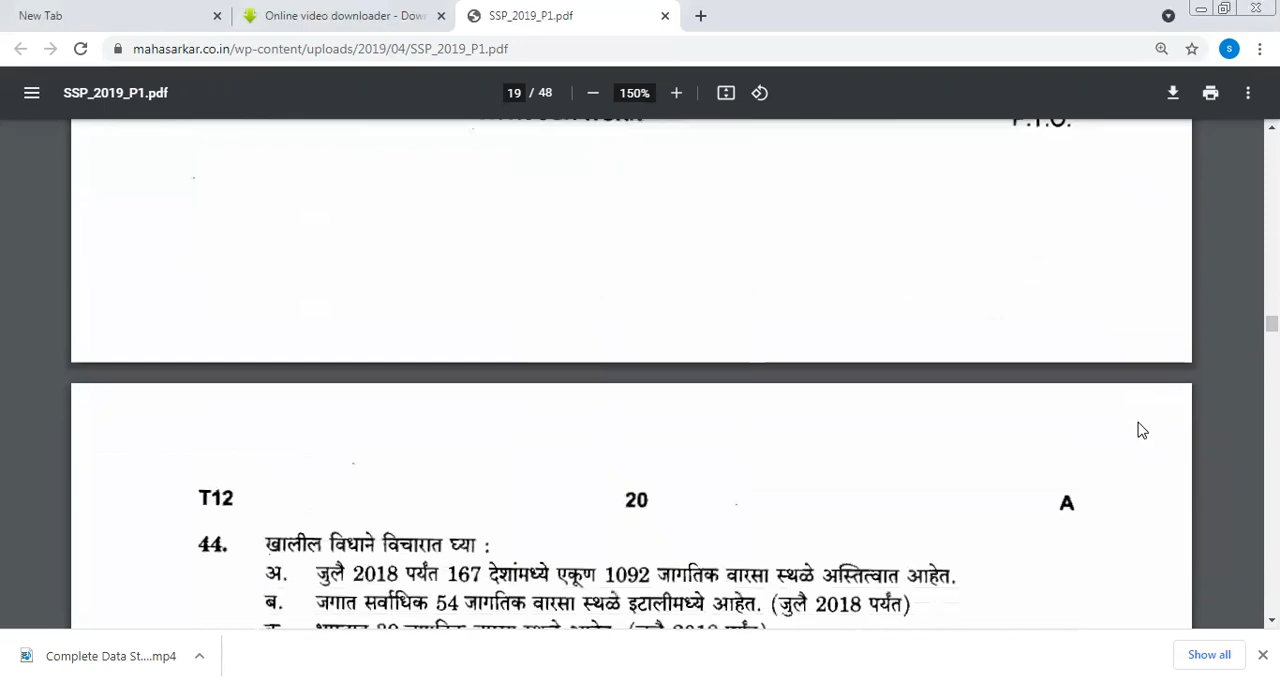 New Tab
Online video downloader - Dow
SSP_2019_P1.pdf
mahasarkar.co.in/wp-content/uploads/2019/04/SSP_2019_P1.pdf
S
SSP_2019_P1.pdf
19 / 48
150%
P.T.O.
T12 20 A
44. खालील विधाने विचारात घ्या :
अ. जुलै 2018 पर्यंत 167 देशांमध्ये एकूण 1092 जागतिक वारसा स्थळे अस्तित्वात आहेत.
ब. जगात सर्वाधिक 54 जागतिक वारसा स्थळे इटालीमध्ये आहेत. (जुलै 2018 पर्यंत)
Complete Data St....mp4
Show all